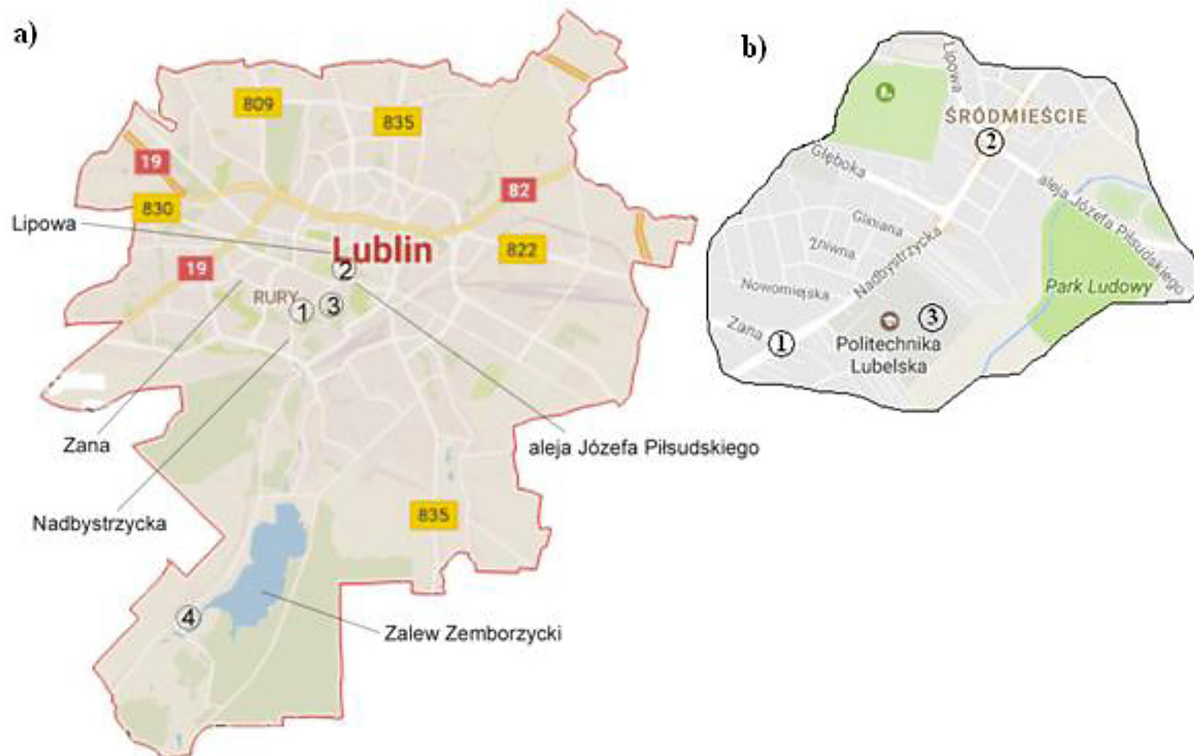 a)
809
835
19
82
830
Lipowa
Lublin
822
2
19
RURY
1
3
Zana
aleja Józefa Piłsudskiego
Nadbystrzycka
835
4
Zalew Zemborzycki
b)
Lipowa
ŚRÓDMIEŚCIE
2
Głęboka
aleja Józefa Piłsudskiego
Gliniana
Żniwna
Nadbystrzycka
Park Ludowy
Nowomiejska
Zana
1
3
Politechnika
Lubelska